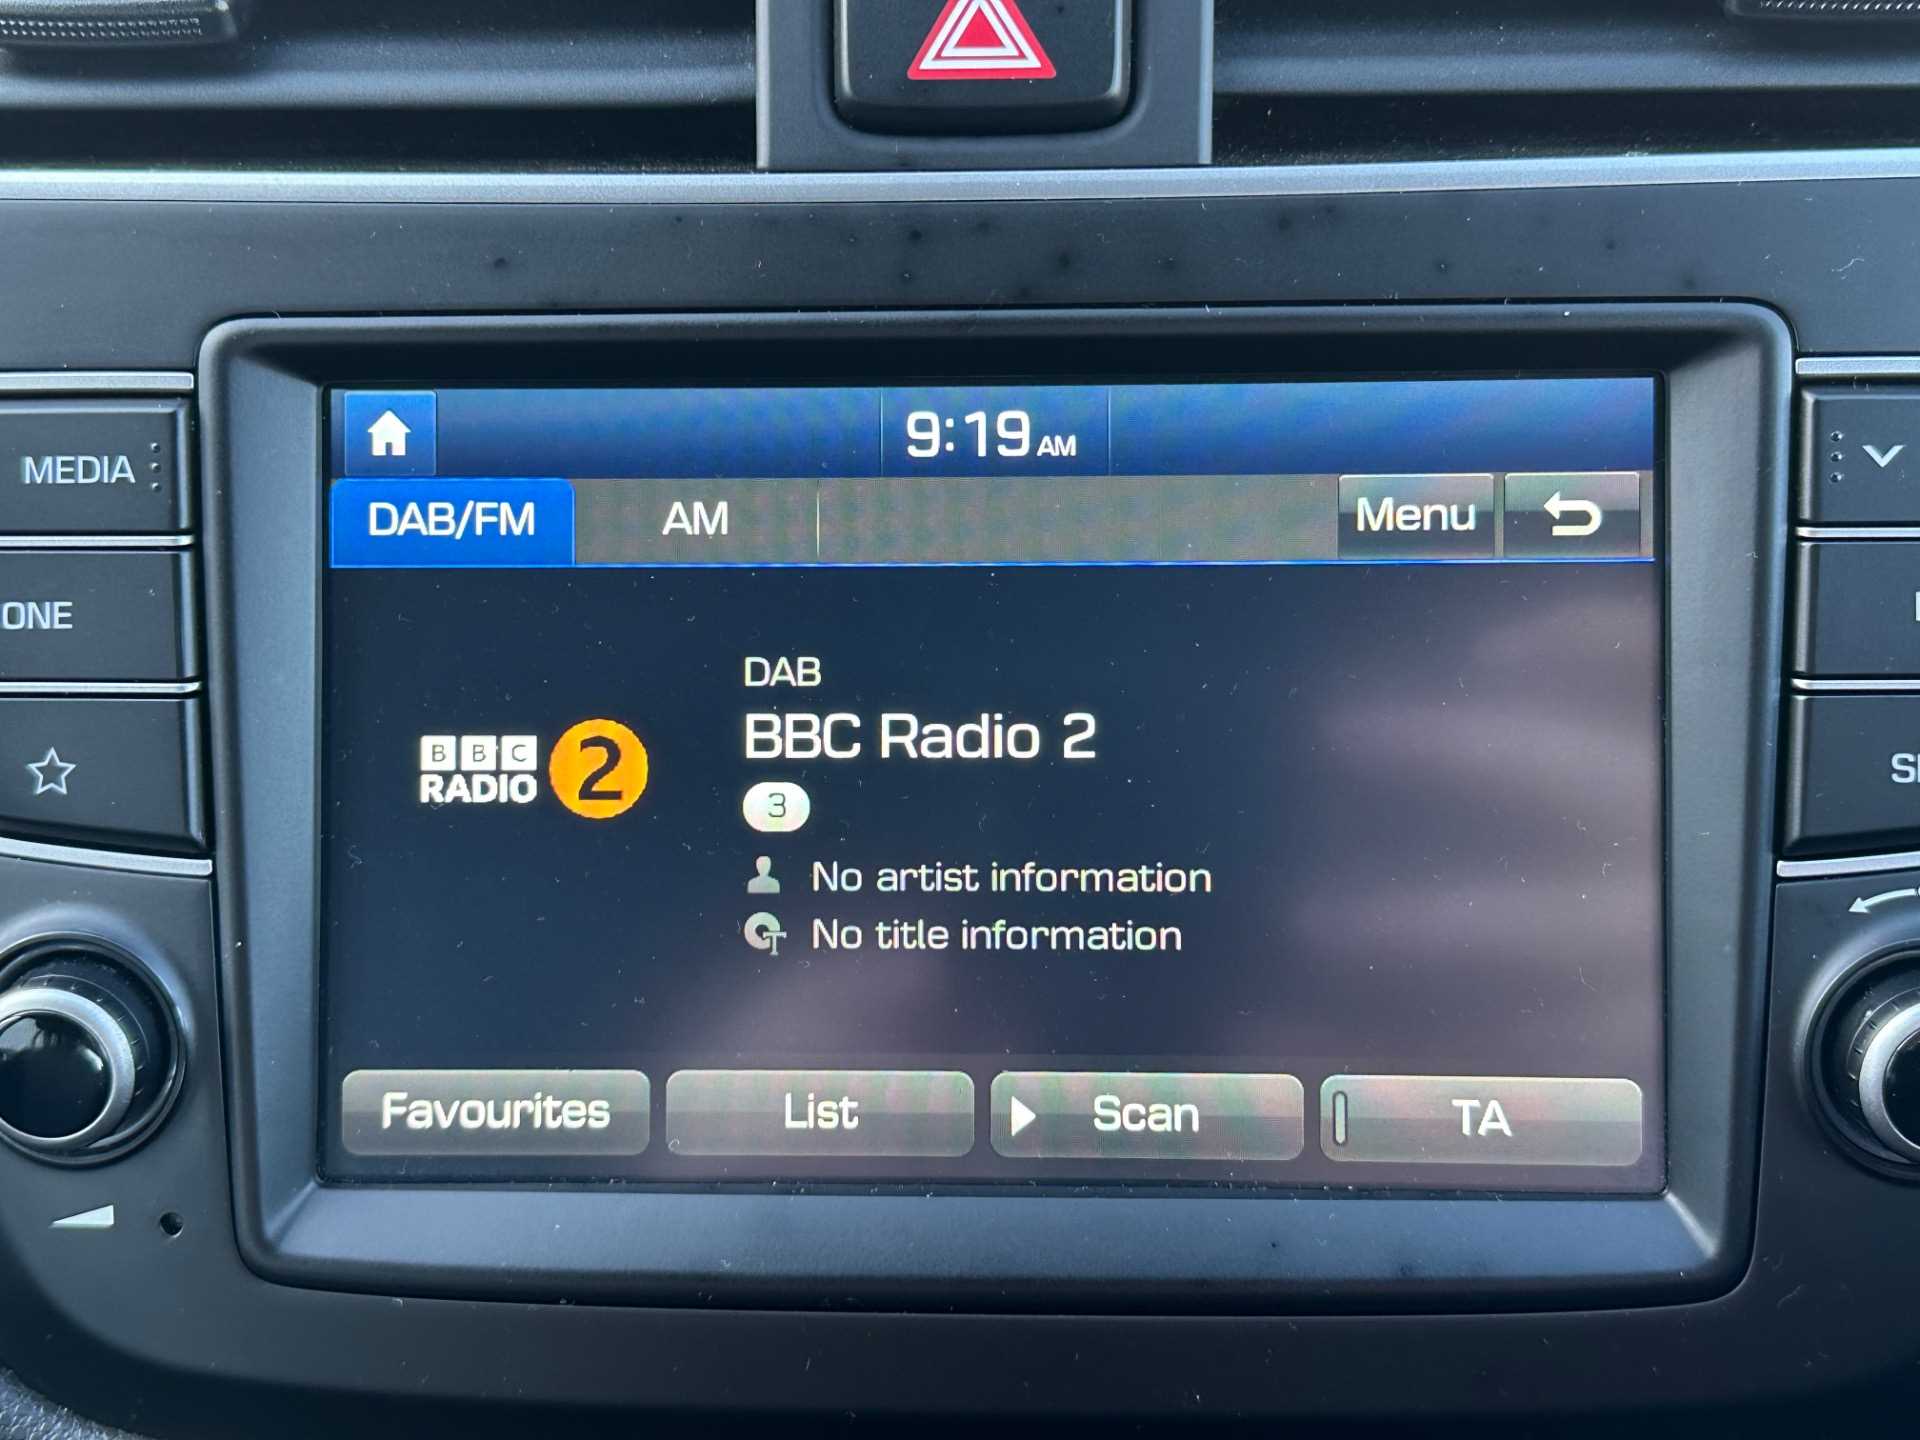 9:19 AM
MEDIA
DAB/FM
AM
Menu
ONE
DAB
BBC Radio 2
BBC
RADIO 2
3
No artist information
No title information
Favourites
List
Scan
TA